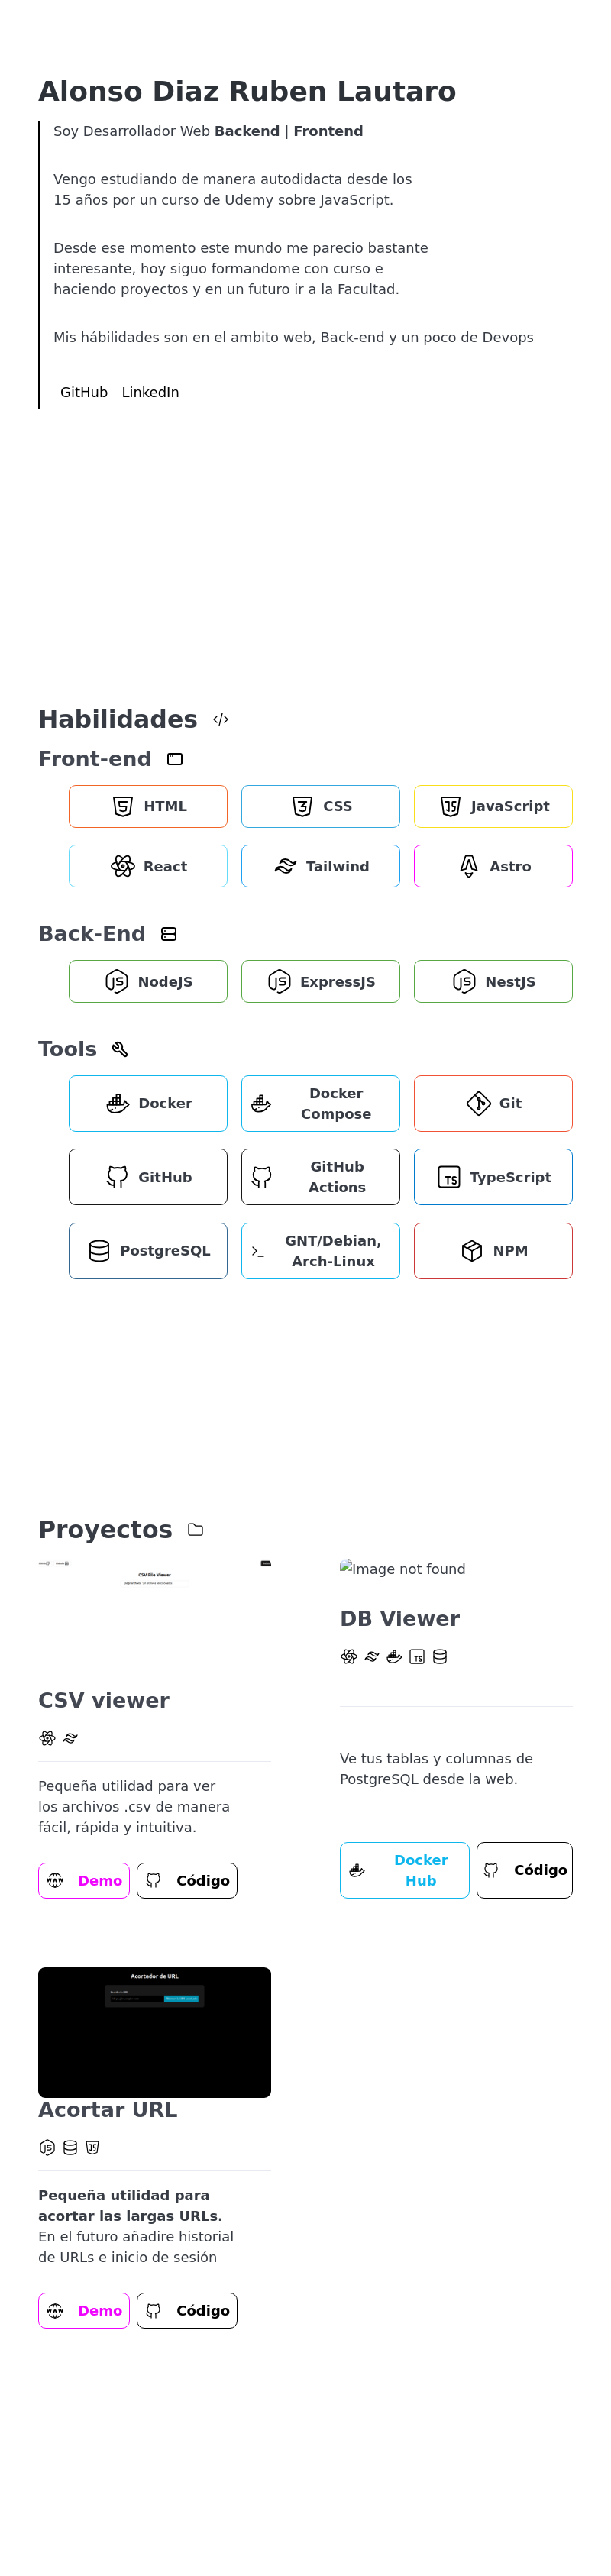 Alonso Diaz Ruben Lautaro
Soy Desarrollador Web Backend | Frontend
Vengo estudiando de manera autodidacta desde los
15 años por un curso de Udemy sobre JavaScript.
Desde ese momento este mundo me parecio bastante
interesante, hoy siguo formandome con curso e
haciendo proyectos y en un futuro ir a la Facultad.
Mis hábilidades son en el ambito web, Back-end y un poco de Devops
GitHub LinkedIn
Habilidades
Front-end
HTML CSS JavaScript
React Tailwind Astro
Back-End
NodeJS ExpressJS NestJS
Tools
Docker
Docker
Compose
Git
GitHub
GitHub
Actions
TypeScript
PostgreSQL
GNT/Debian,
Arch-Linux
NPM
Proyectos
CSV File Viewer
CSV viewer
Pequeña utilidad para ver
los archivos .csv de manera
fácil, rápida y intuitiva.
Demo Código
Image not found
DB Viewer
Ve tus tablas y columnas de
PostgreSQL desde la web.
Docker
Hub
Código
Acortador de URL
Acortar URL
Pequeña utilidad para
acortar las largas URLs.
En el futuro añadire historial
de URLs e inicio de sesión
Demo Código